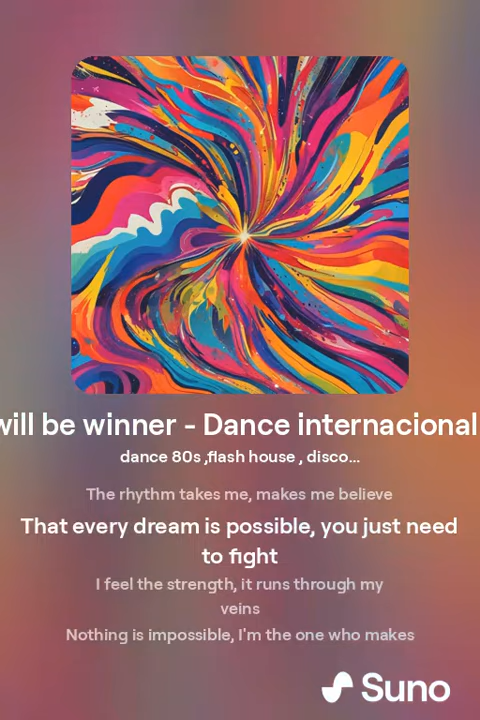 will be winner - Dance internacional
dance 80s ,flash house , disco...
The rhythm takes me, makes me believe
That every dream is possible, you just need
to fight
I feel the strength, it runs through my
veins
Nothing is impossible, I'm the one who makes
Suno